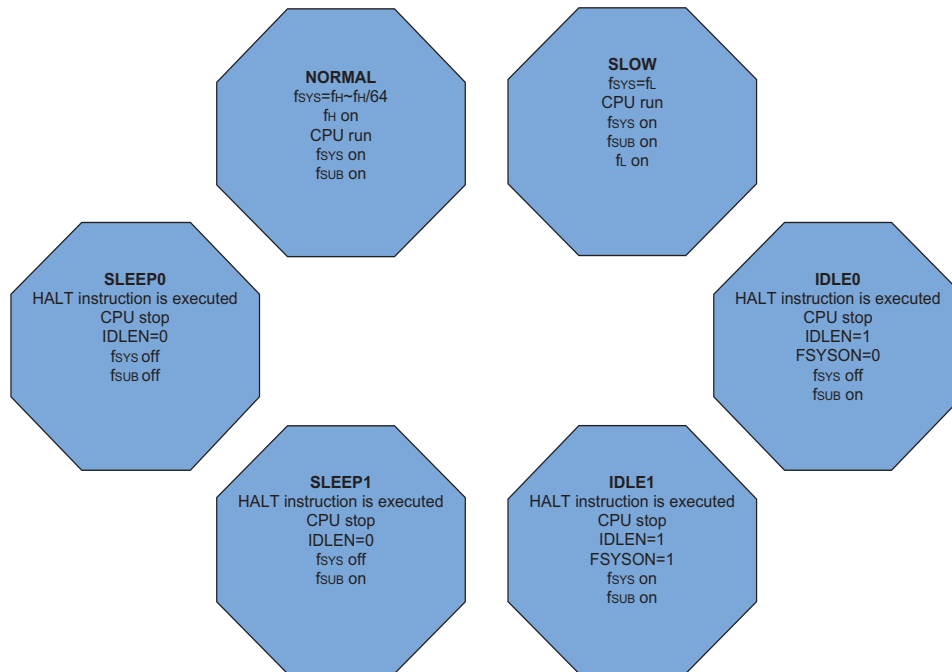 NORMAL
fSYS=fH~fH/64
fH on
CPU run
fSYS on
fSUB on
SLOW
fSYS=fL
CPU run
fSYS on
fSUB on
fL on
SLEEP0
HALT instruction is executed
CPU stop
IDLEN=0
fSYS off
fSUB off
IDLE0
HALT instruction is executed
CPU stop
IDLEN=1
FSYSON=0
fSYS off
fSUB on
SLEEP1
HALT instruction is executed
CPU stop
IDLEN=0
fSYS off
fSUB on
IDLE1
HALT instruction is executed
CPU stop
IDLEN=1
FSYSON=1
fSYS on
fSUB on